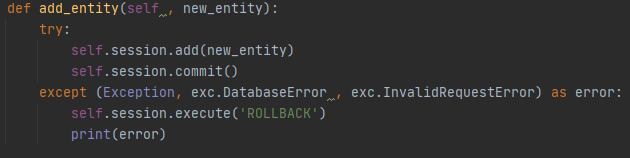 def add_entity(self , new_entity):
    try:
        self.session.add(new_entity)
        self.session.commit()
    except (Exception, exc.DatabaseError , exc.InvalidRequestError) as error:
        self.session.execute('ROLLBACK')
        print(error)